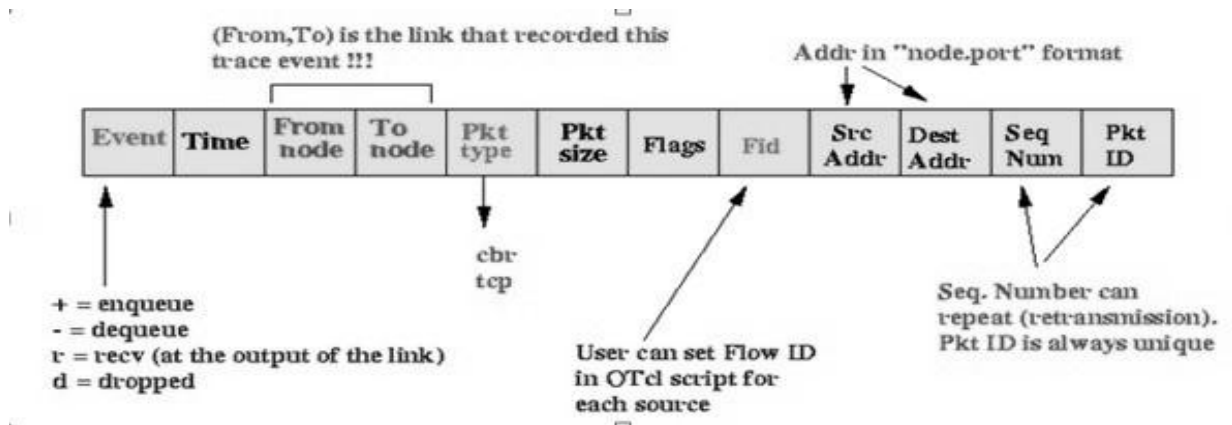 (From,To) is the link that recorded this
trace event !!!
Addr in "node.port" format
Event
Time
From
node
To
node
Pkt
type
Pkt
size
Flags
Fid
Src
Addr
Dest
Addr
Seq
Num
Pkt
ID
cbr
tcp
+ = enqueue
- = dequeue
r = recv (at the output of the link)
d = dropped
User can set Flow ID
in OTcl script for
each source
Seq. Number can
repeat (retransmission).
Pkt ID is always unique